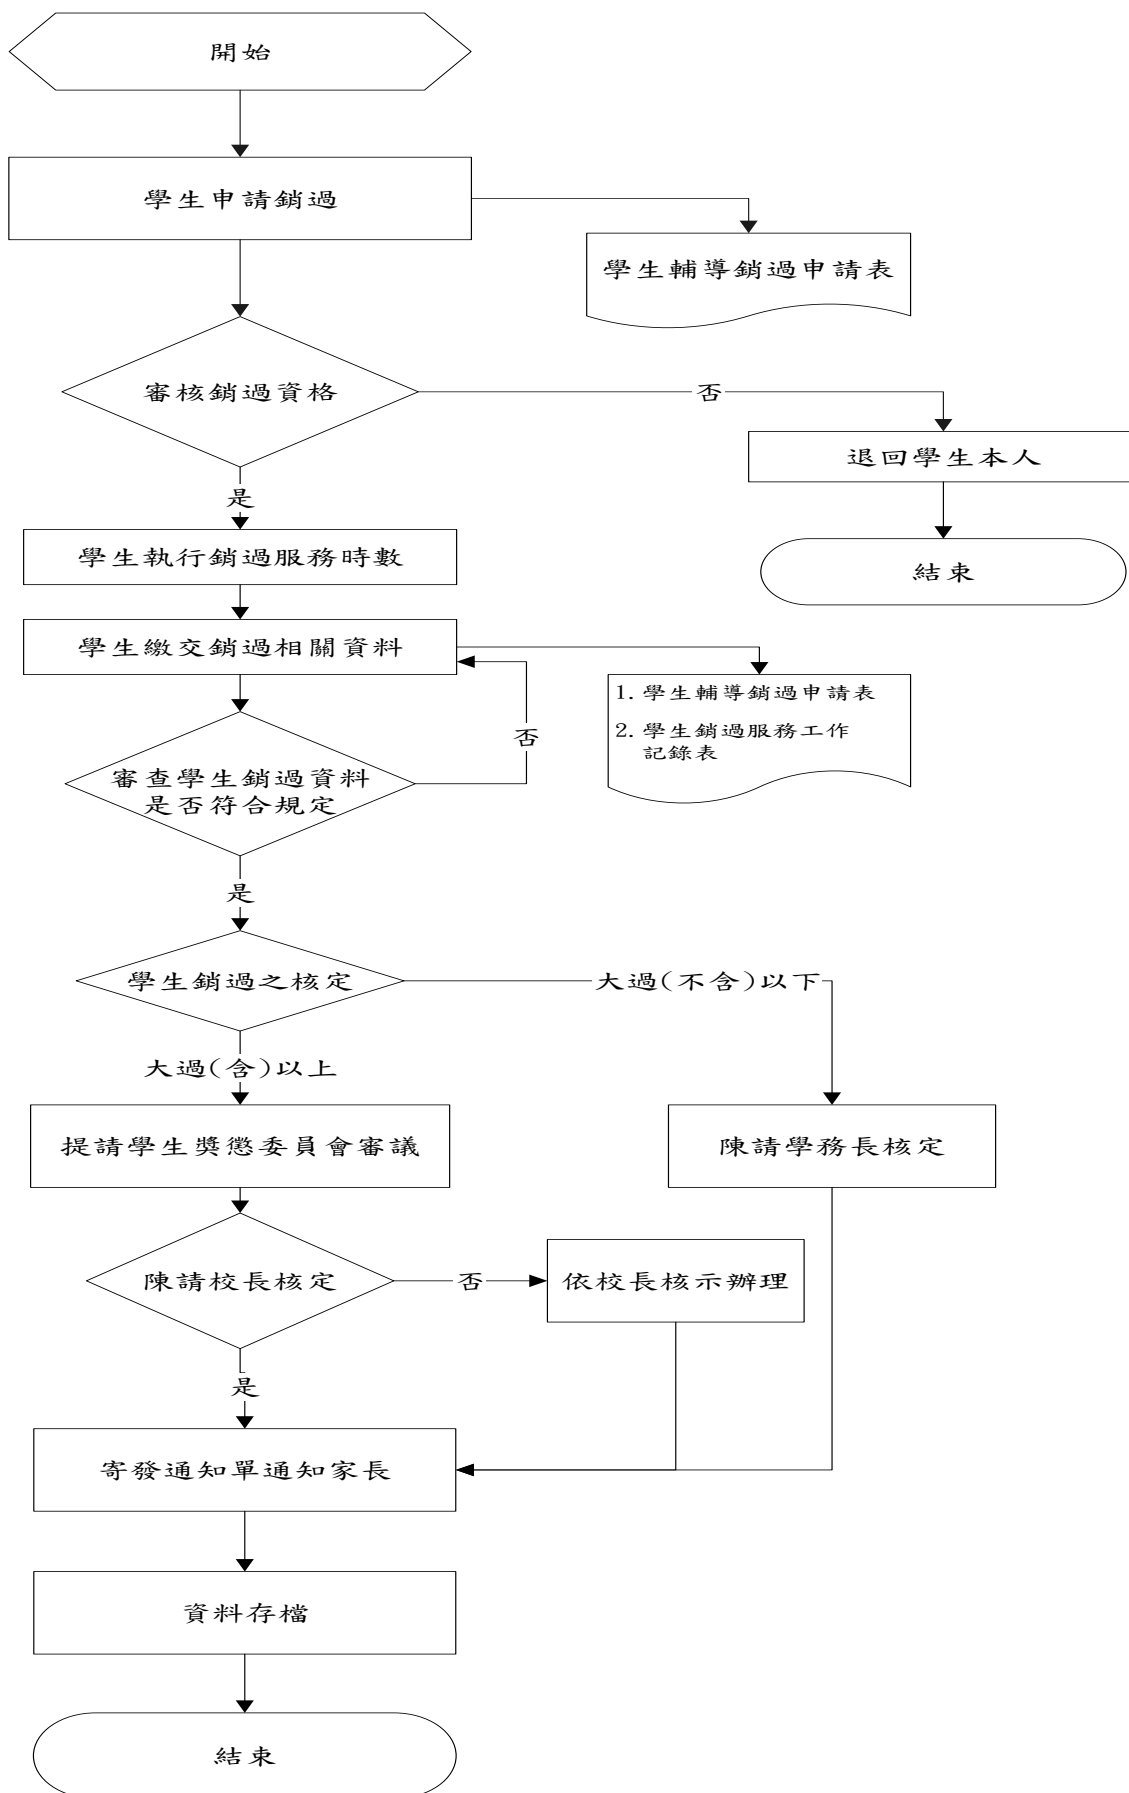 開始
學生申請銷過
學生輔導銷過申請表
審核銷過資格
否
退回學生本人
是
結束
學生執行銷過服務時數
學生繳交銷過相關資料
1. 學生輔導銷過申請表
2. 學生銷過服務工作
記錄表
否
審查學生銷過資料
是否符合規定
是
學生銷過之核定
大過(不含)以下
大過(含)以上
提請學生獎懲委員會審議
陳請學務長核定
陳請校長核定
否
依校長核示辦理
是
寄發通知單通知家長
資料存檔
結束